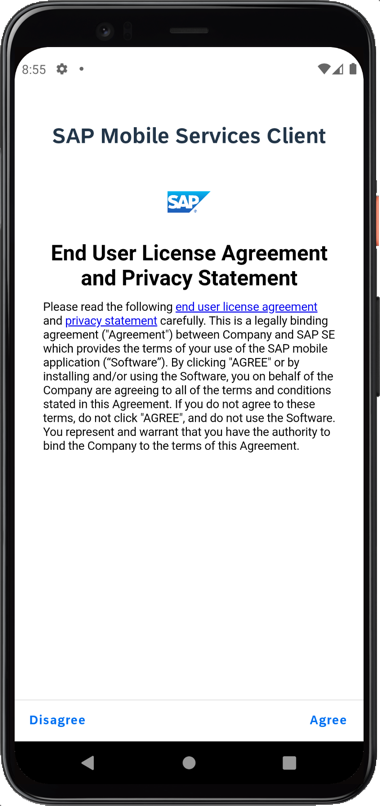 8:55
SAP Mobile Services Client
SAP
End User License Agreement
and Privacy Statement
Please read the following end user license agreement
and privacy statement carefully. This is a legally binding
agreement ("Agreement") between Company and SAP SE
which provides the terms of your use of the SAP mobile
application (“Software”). By clicking "AGREE" or by
installing and/or using the Software, you on behalf of the
Company are agreeing to all of the terms and conditions
stated in this Agreement. If you do not agree to these
terms, do not click "AGREE", and do not use the Software.
You represent and warrant that you have the authority to
bind the Company to the terms of this Agreement.
Disagree Agree